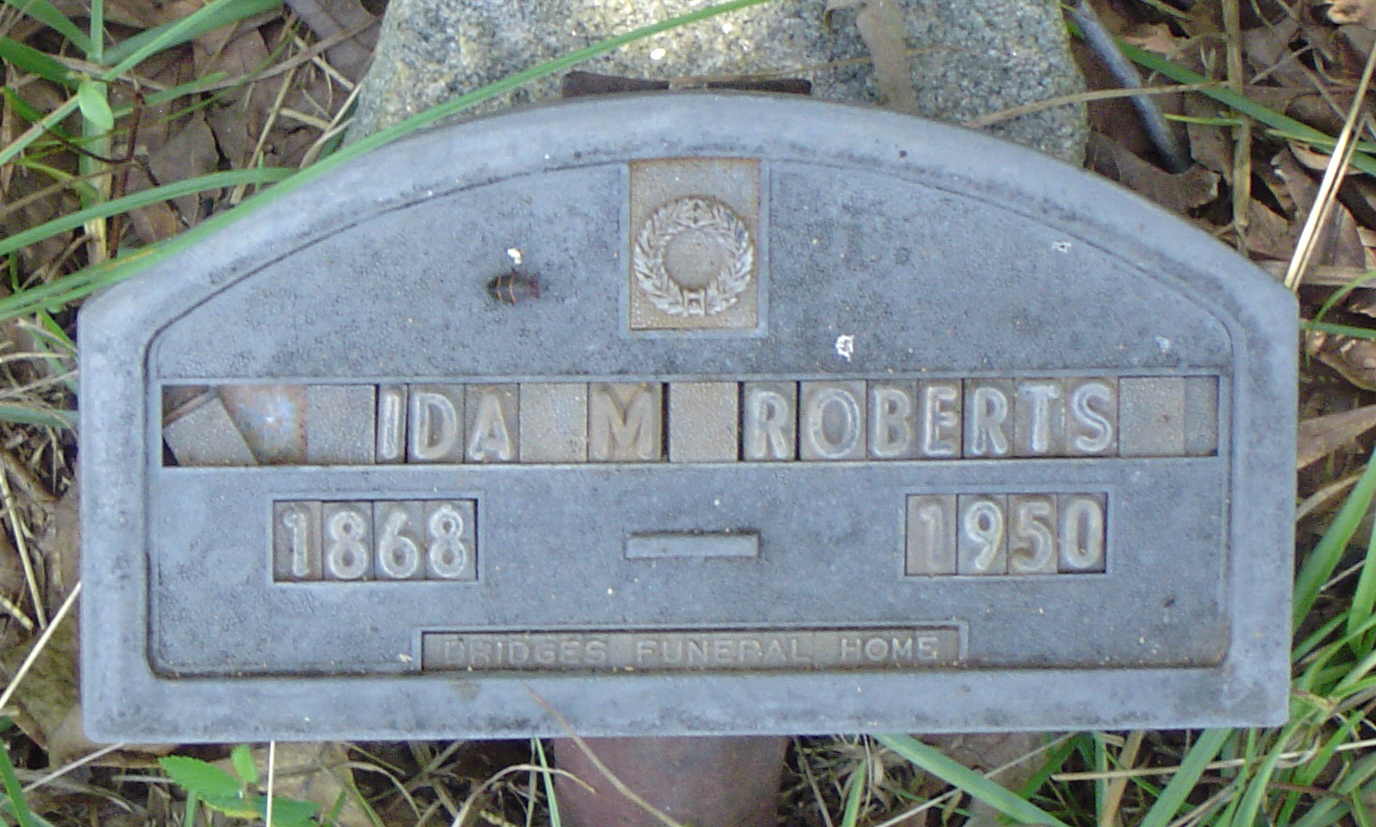 IDA M ROBERTS
1868 — 1950
BRIDGES FUNERAL HOME